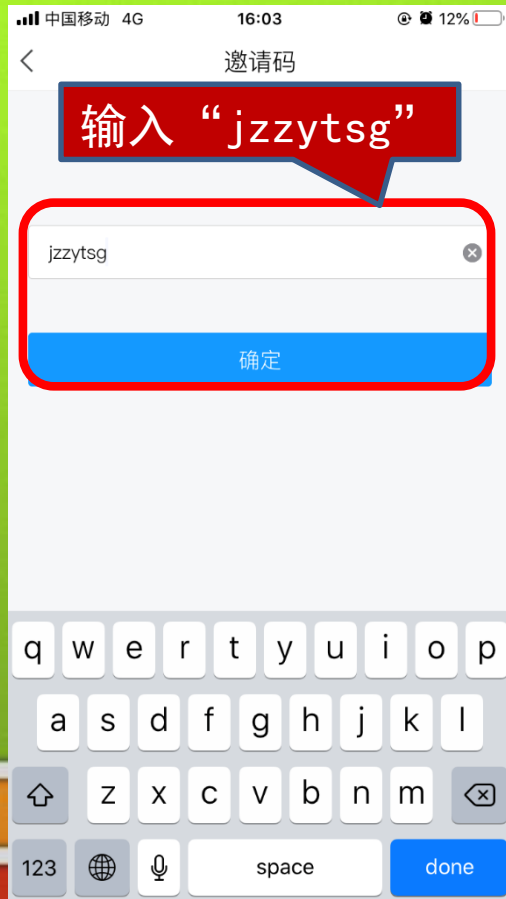 中国移动 4G 16:03 12%
邀请码
输入“jzzytsg”
jzzytsg
确定
q w e r t y u i o p
a s d f g h j k l
z x c v b n m
123 space done